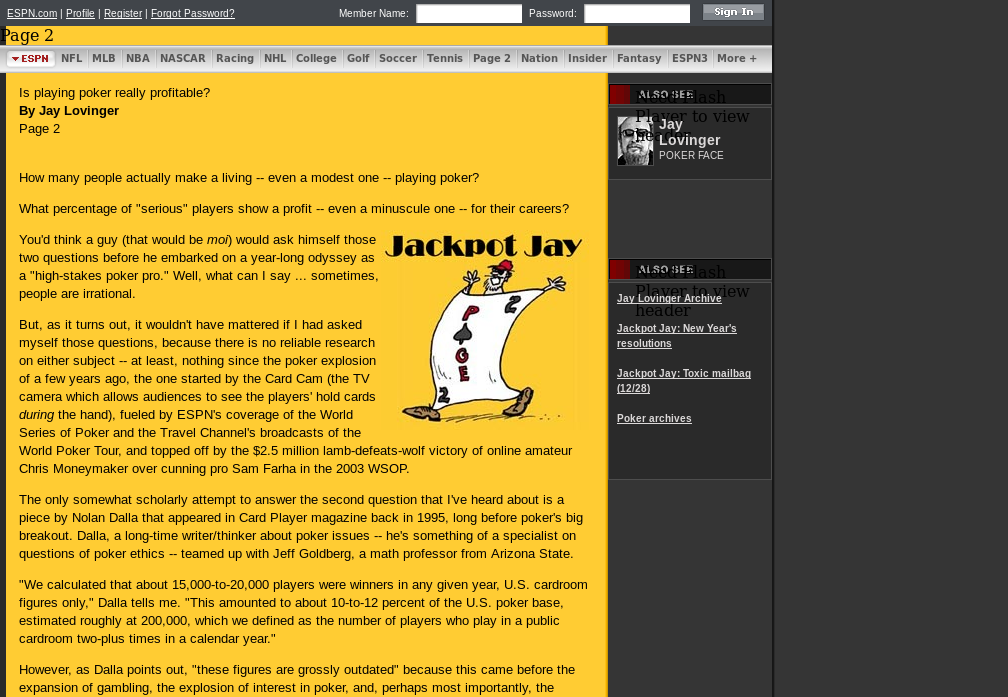 ESPN.com | Profile | Register | Forgot Password?
Member Name:
Password:
Sign In
Page 2
ESPN
NFL
MLB
NBA
NASCAR
Racing
NHL
College
Golf
Soccer
Tennis
Page 2
Nation
Insider
Fantasy
ESPN3
More +
Is playing poker really profitable?
By Jay Lovinger
Page 2
How many people actually make a living -- even a modest one -- playing poker?
What percentage of "serious" players show a profit -- even a minuscule one -- for their careers?
You'd think a guy (that would be moi) would ask himself those
two questions before he embarked on a year-long odyssey as
a "high-stakes poker pro." Well, what can I say ... sometimes,
people are irrational.
But, as it turns out, it wouldn't have mattered if I had asked
myself those questions, because there is no reliable research
on either subject -- at least, nothing since the poker explosion
of a few years ago, the one started by the Card Cam (the TV
camera which allows audiences to see the players' hold cards
during the hand), fueled by ESPN's coverage of the World
Series of Poker and the Travel Channel's broadcasts of the
World Poker Tour, and topped off by the $2.5 million lamb-defeats-wolf victory of online amateur
Chris Moneymaker over cunning pro Sam Farha in the 2003 WSOP.
Jackpot Jay
2
PAGE
2
The only somewhat scholarly attempt to answer the second question that I've heard about is a
piece by Nolan Dalla that appeared in Card Player magazine back in 1995, long before poker's big
breakout. Dalla, a long-time writer/thinker about poker issues -- he's something of a specialist on
questions of poker ethics -- teamed up with Jeff Goldberg, a math professor from Arizona State.
"We calculated that about 15,000-to-20,000 players were winners in any given year, U.S. cardroom
figures only," Dalla tells me. "This amounted to about 10-to-12 percent of the U.S. poker base,
estimated roughly at 200,000, which we defined as the number of players who play in a public
cardroom two-plus times in a calendar year."
However, as Dalla points out, "these figures are grossly outdated" because this came before the
expansion of gambling, the explosion of interest in poker, and, perhaps most importantly, the
ALSO SEE
Need Flash
Player to view
header
Jay
Lovinger
POKER FACE
ALSO SEE
Need Flash
Player to view
header
Jay Lovinger Archive
Jackpot Jay: New Year's
resolutions
Jackpot Jay: Toxic mailbag
(12/28)
Poker archives